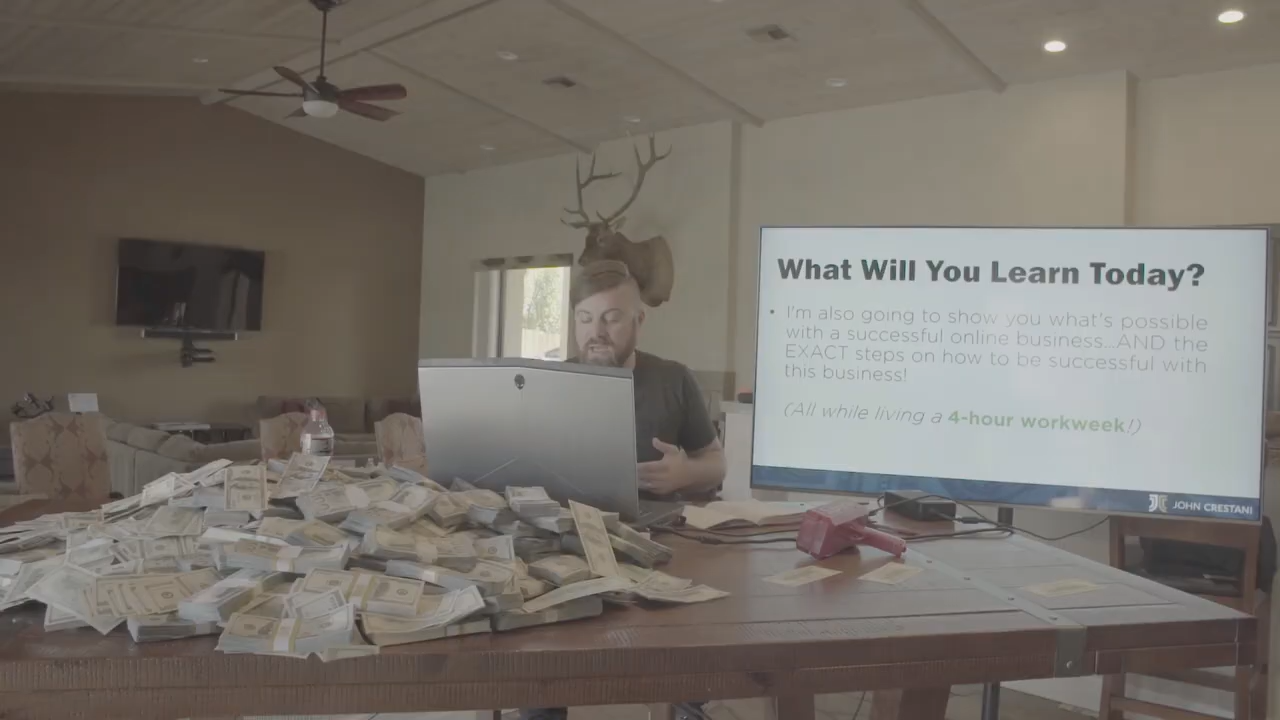 What Will You Learn Today?
• I'm also going to show you what's possible
with a successful online business...AND the
EXACT steps on how to be successful with
this business!
(All while living a 4-hour workweek!)
JOHN CRESTANI